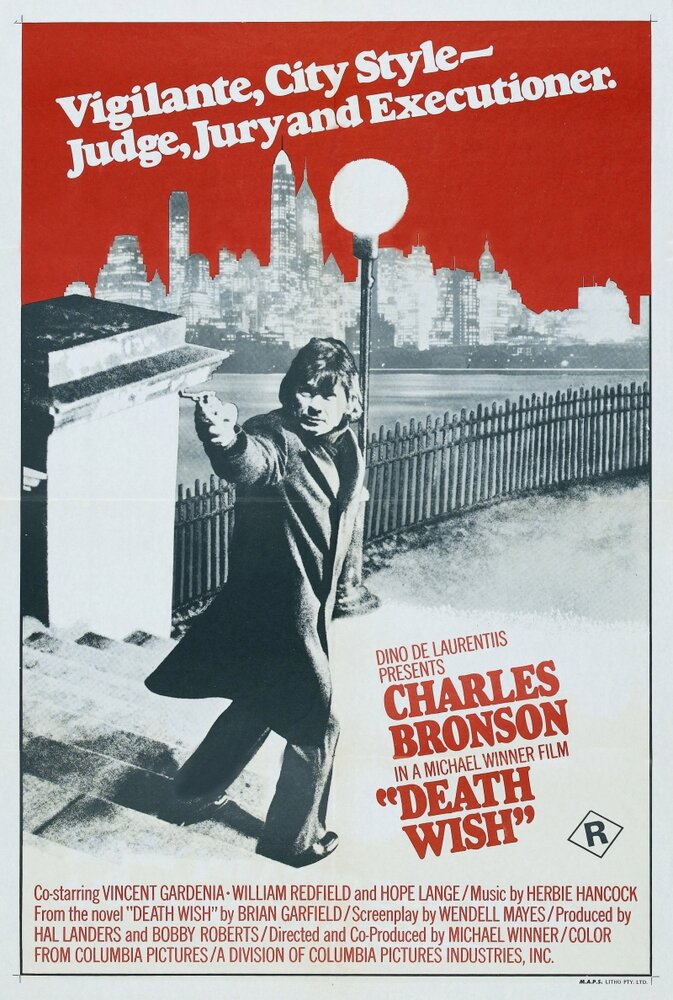 Vigilante, City Style—
Judge, Jury and Executioner.
DINO DE LAURENTIIS
PRESENTS
CHARLES
BRONSON
IN A MICHAEL WINNER FILM
“DEATH
WISH”
R
Co-starring VINCENT GARDENIA · WILLIAM REDFIELD and HOPE LANGE / Music by HERBIE HANCOCK
From the novel "DEATH WISH" by BRIAN GARFIELD / Screenplay by WENDELL MAYES / Produced by
HAL LANDERS and BOBBY ROBERTS / Directed and Co-Produced by MICHAEL WINNER / COLOR
FROM COLUMBIA PICTURES / A DIVISION OF COLUMBIA PICTURES INDUSTRIES, INC.
M.A.P.S. LITHO PTY. LTD.